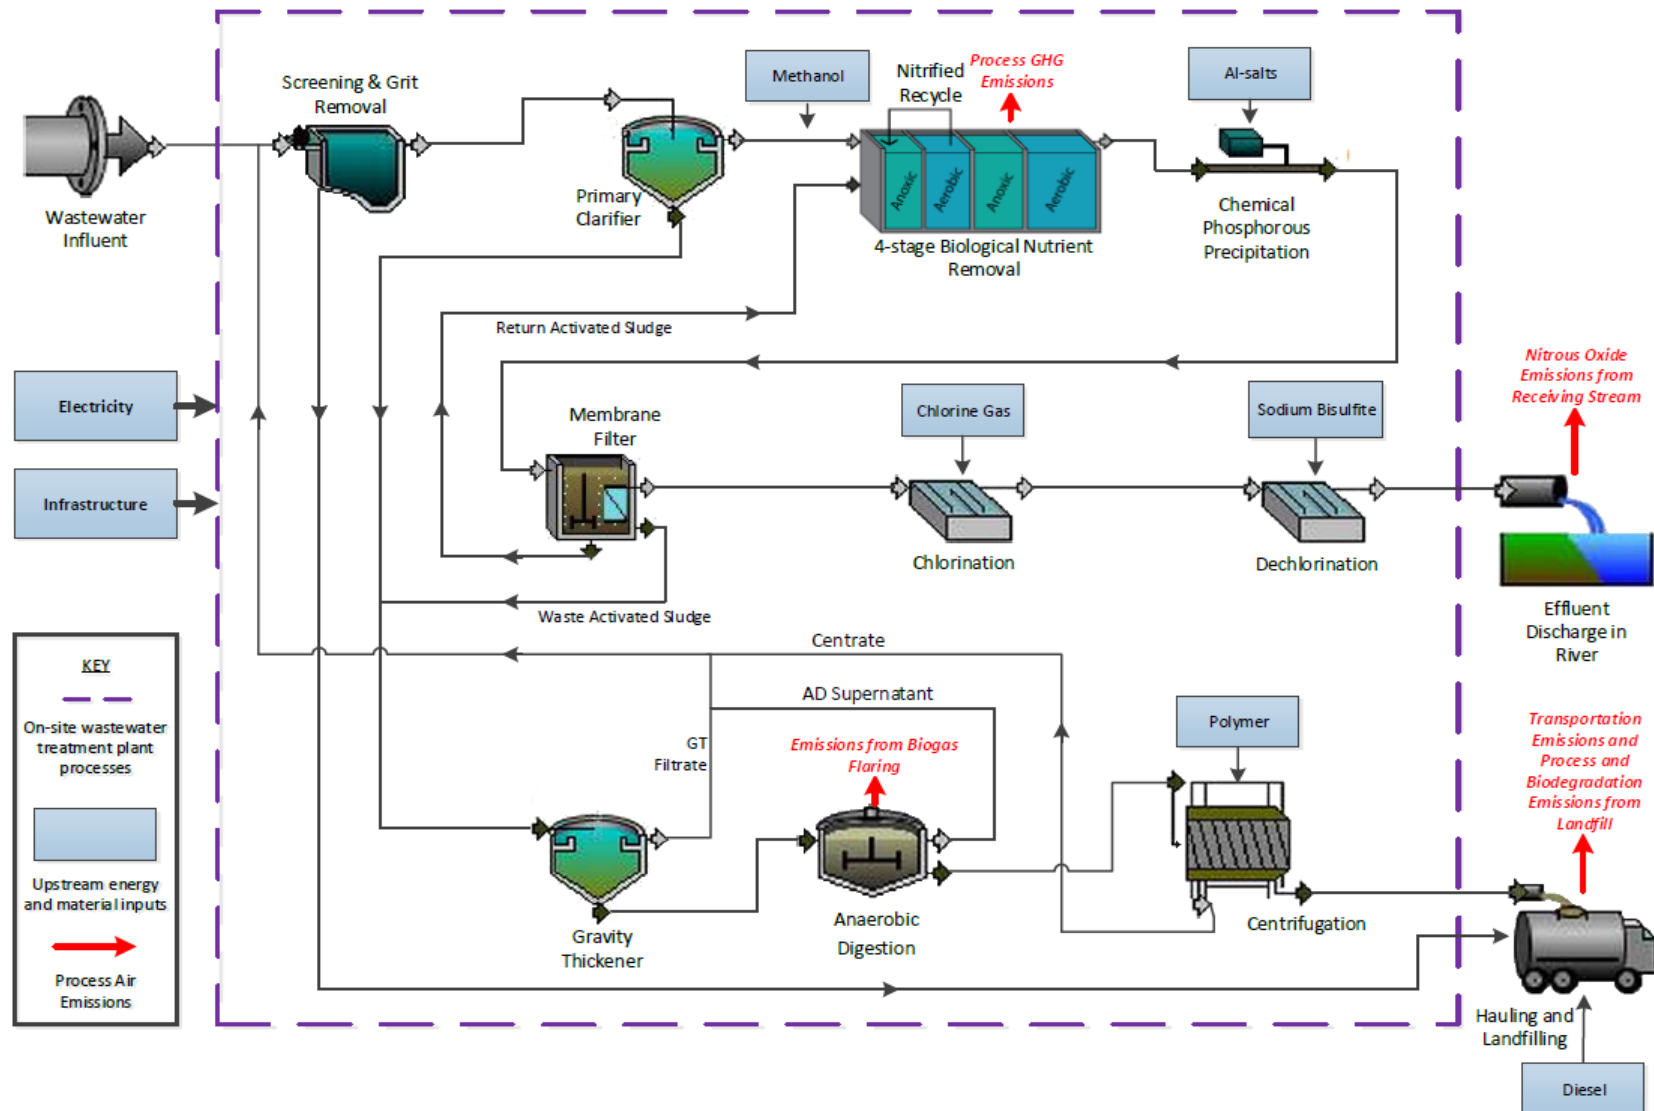 Screening & Grit
Removal
Wastewater
Influent
Primary
Clarifier
Methanol
Nitrified
Recycle
Process GHG
Emissions
Anoxic
Aerobic
Anoxic
Aerobic
4-stage Biological Nutrient
Removal
Al-salts
Chemical
Phosphorous
Precipitation
Return Activated Sludge
Electricity
Infrastructure
Membrane
Filter
Chlorine Gas
Chlorination
Sodium Bisulfite
Dechlorination
Nitrous Oxide
Emissions from
Receiving Stream
Effluent
Discharge in
River
Waste Activated Sludge
Centrate
AD Supernatant
GT
Filtrate
Emissions from Biogas
Flaring
Polymer
Transportation
Emissions and
Process and
Biodegradation
Emissions from
Landfill
Gravity
Thickener
Anaerobic
Digestion
Centrifugation
Hauling and
Landfilling
Diesel
KEY
On-site wastewater
treatment plant
processes
Upstream energy
and material inputs
Process Air
Emissions